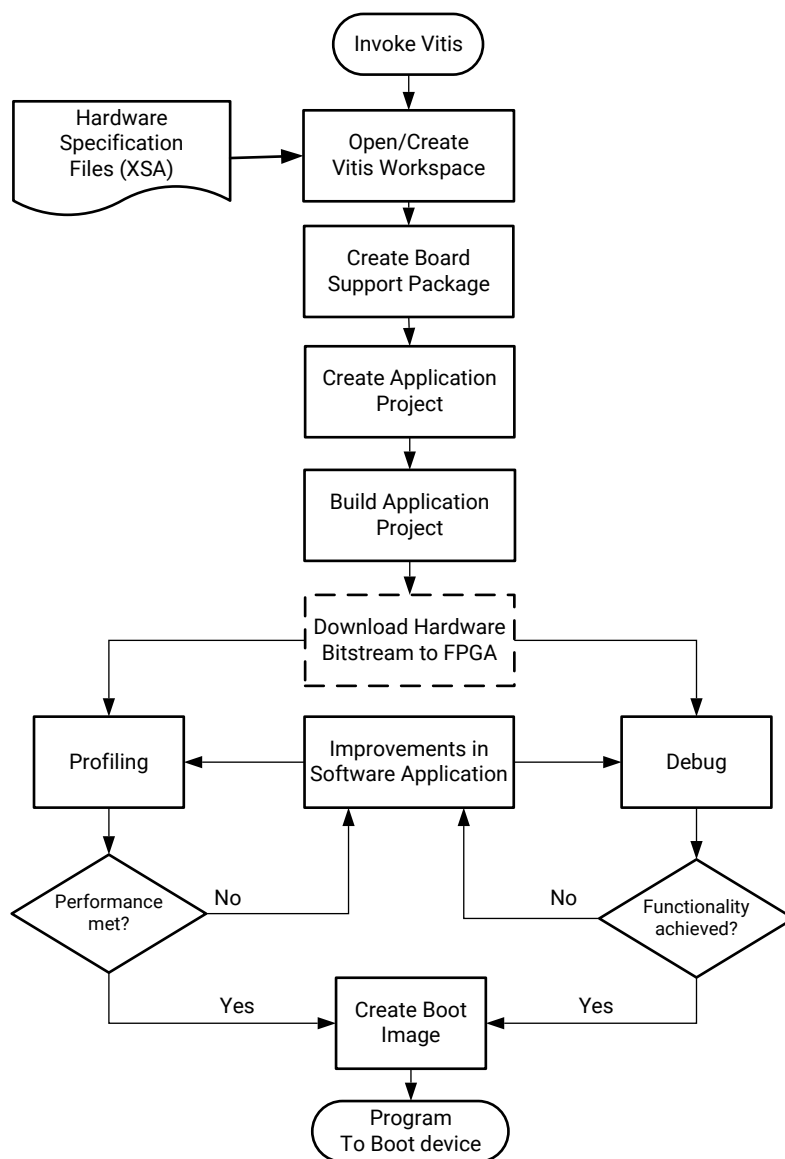 Invoke Vitis
Hardware
Specification
Files (XSA)
Open/Create
Vitis Workspace
Create Board
Support Package
Create Application
Project
Build Application
Project
Download Hardware
Bitstream to FPGA
Profiling
Improvements in
Software Application
Debug
Performance
met?
No
No
Functionality
achieved?
Yes
Create Boot
Image
Yes
Program
To Boot device